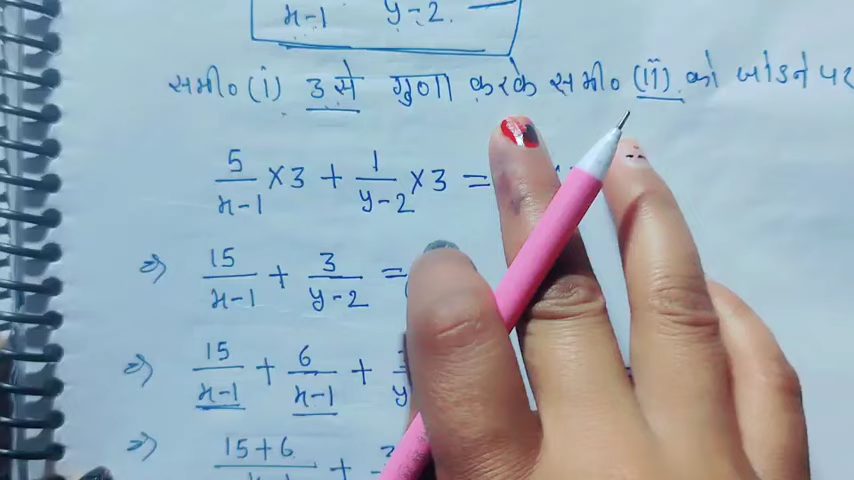 x-1 y-2
समी० (i) 3 से गुणा करके समी० (ii) को जोडने पर
5/x-1 ×3 + 1/y-2 ×3 =
⇒ 15/x-1 + 3/y-2 =
⇒ 15/x-1 + 6/x-1 +
⇒ 15+6